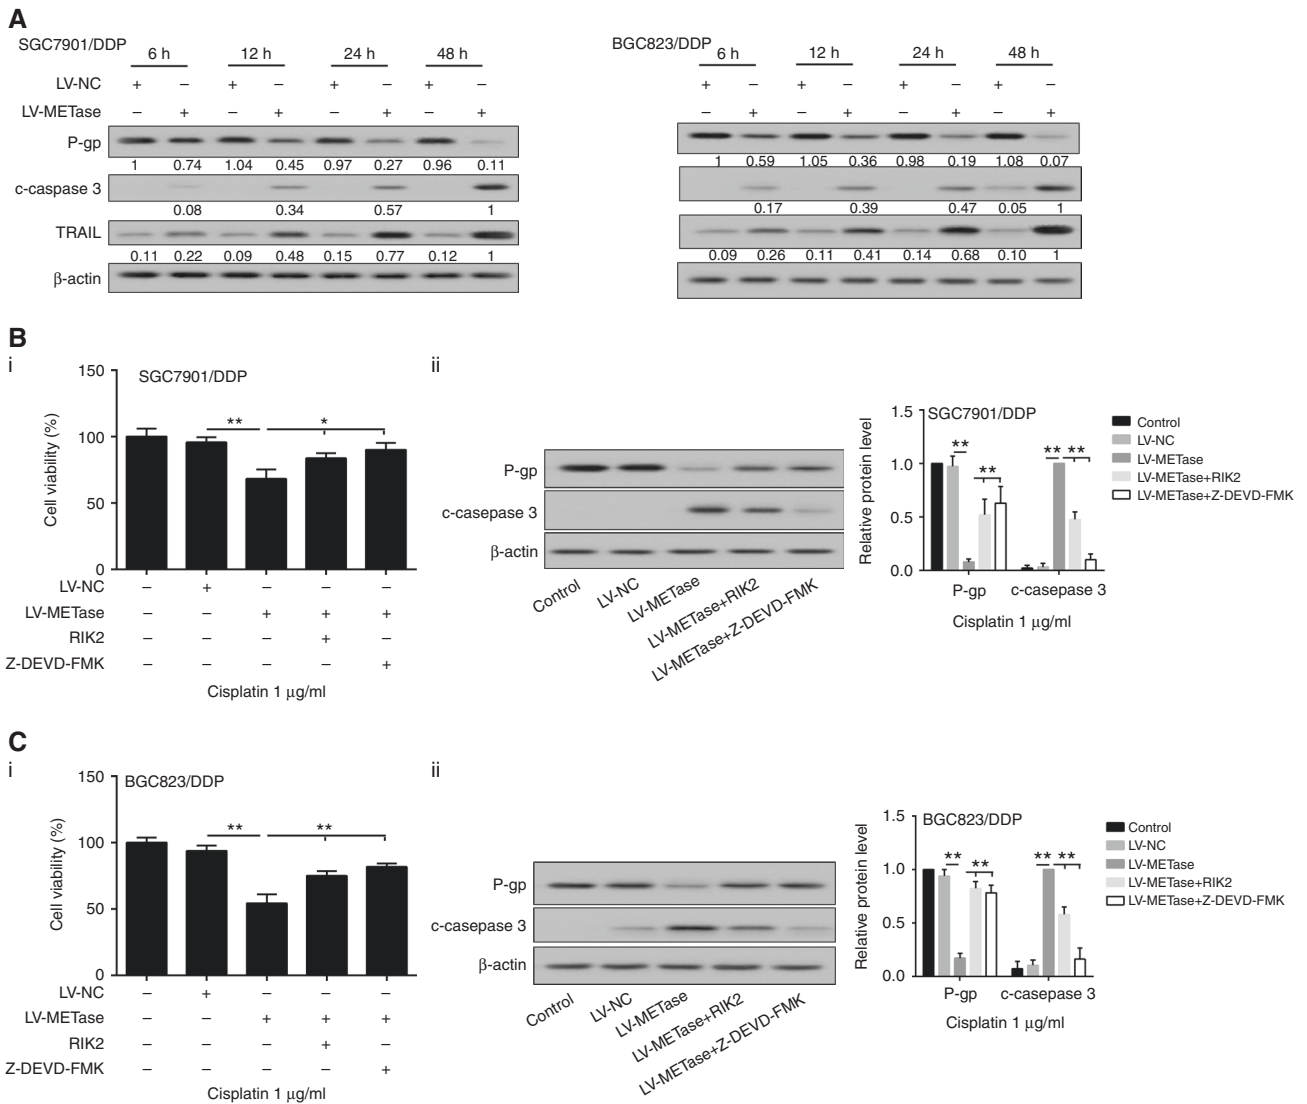 A
SGC7901/DDP
6 h 12 h 24 h 48 h
LV-NC + – + – + – + –
LV-METase – + – + – + – +
P-gp
1 0.74 1.04 0.45 0.97 0.27 0.96 0.11
c-caspase 3
0.08 0.34 0.57 1
TRAIL
0.11 0.22 0.09 0.48 0.15 0.77 0.12 1
β-actin
BGC823/DDP
6 h 12 h 24 h 48 h
+ – + – + – + –
– + – + – + – +
1 0.59 1.05 0.36 0.98 0.19 1.08 0.07
0.17 0.39 0.47 0.05 1
0.09 0.26 0.11 0.41 0.14 0.68 0.10 1
B
i
SGC7901/DDP
Cell viability (%)
150
100
50
0
** *
LV-NC – + – – –
LV-METase – – + + +
RIK2 – – – + –
Z-DEVD-FMK – – – – +
Cisplatin 1 μg/ml
ii
P-gp
c-casepase 3
β-actin
Control
LV-NC
LV-METase
LV-METase+RIK2
LV-METase+Z-DEVD-FMK
SGC7901/DDP
Relative protein level
1.5
1.0
0.5
0.0
** ** ** **
P-gp c-casepase 3
Cisplatin 1 μg/ml
Control
LV-NC
LV-METase
LV-METase+RIK2
LV-METase+Z-DEVD-FMK
C
i
BGC823/DDP
Cell viability (%)
150
100
50
0
** **
LV-NC – + – – –
LV-METase – – + + +
RIK2 – – – + –
Z-DEVD-FMK – – – – +
Cisplatin 1 μg/ml
ii
P-gp
c-casepase 3
β-actin
Control
LV-NC
LV-METase
LV-METase+RIK2
LV-METase+Z-DEVD-FMK
BGC823/DDP
Relative protein level
1.5
1.0
0.5
0.0
** ** ** **
P-gp c-casepase 3
Cisplatin 1 μg/ml
Control
LV-NC
LV-METase
LV-METase+RIK2
LV-METase+Z-DEVD-FMK